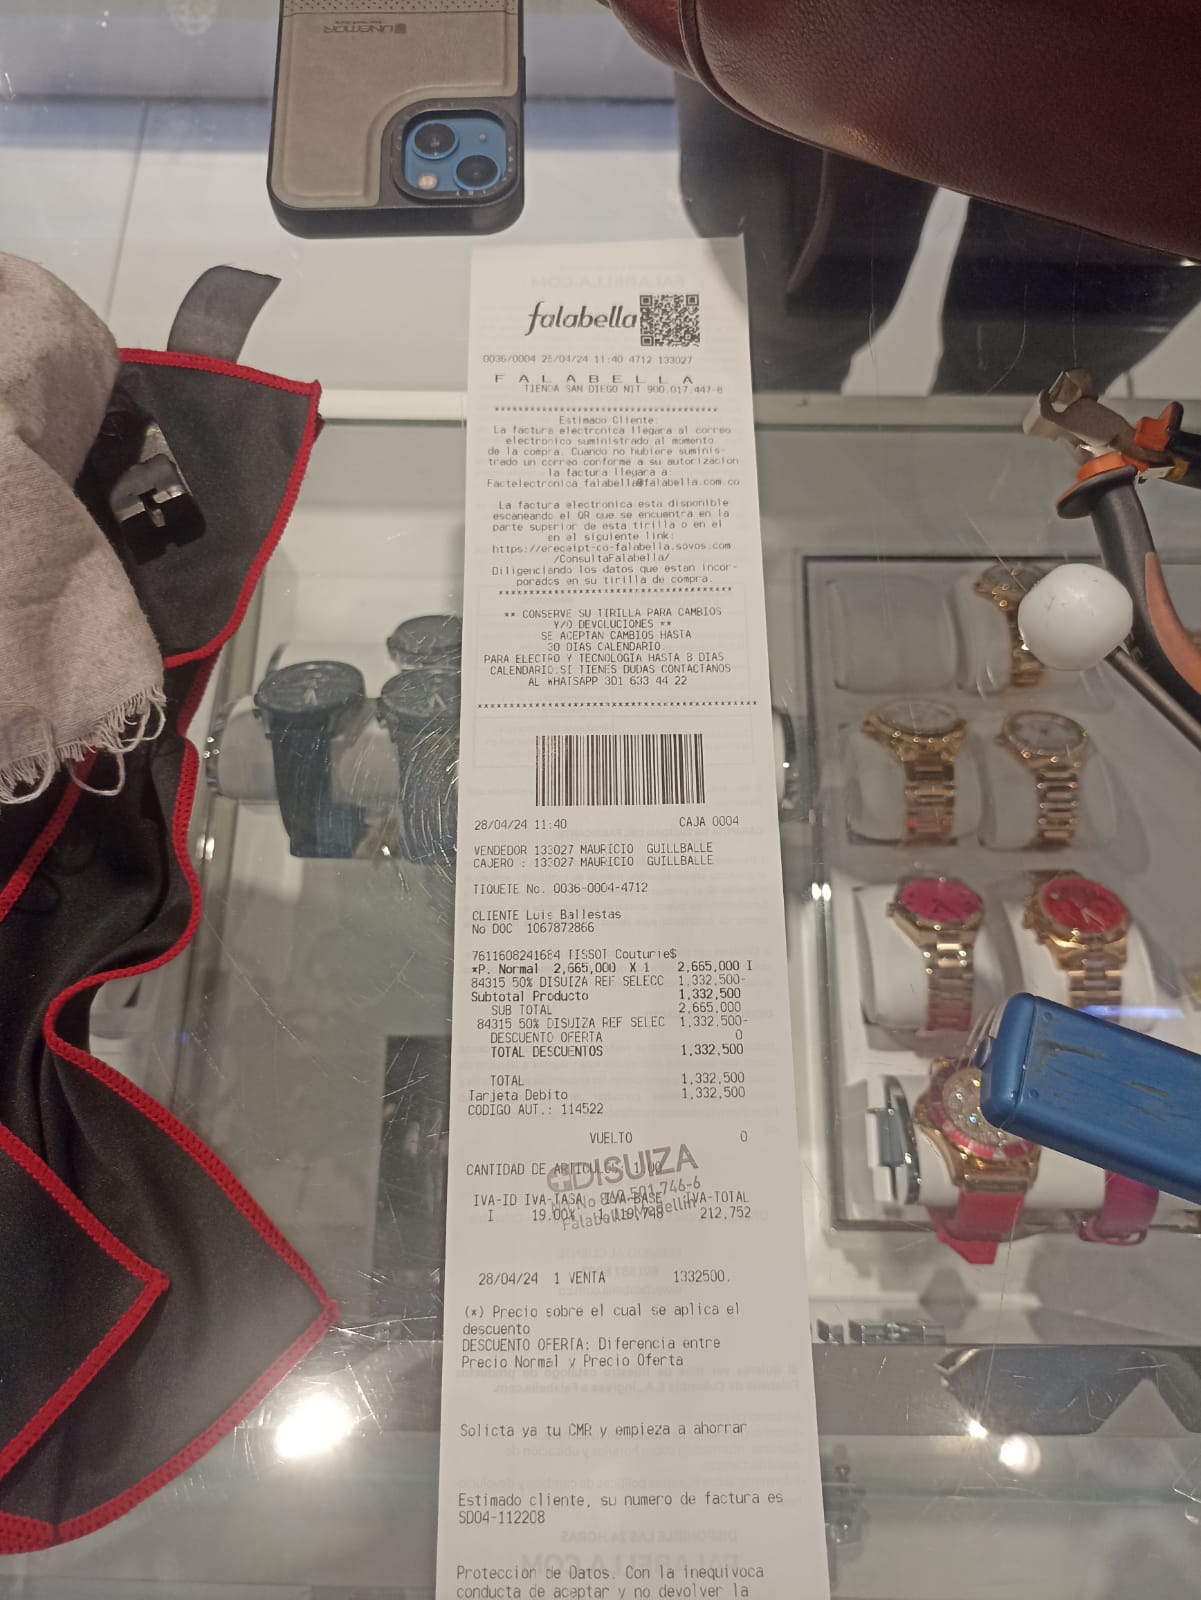 UNEMOR
falabella
0036/0004 28/04/24 11:40 4712 133027
F A L A B E L L A
TIENDA SAN DIEGO NIT 900.017.447-8
****************************************
Estimado Cliente
La factura electronica llegara al correo
electronico suministrado al momento
de la compra. Cuando no hubiere suminis-
trado un correo conforme a su autorizacion
la factura llegara a:
Factelectronica_falabella@falabella.com.co
La factura electronica esta disponible
escaneando el QR que se encuentra en la
parte superior de esta tirilla o en el
en el siguiente link:
https://ereceipt-co-falabella.sovos.com
/ConsultaFalabella/
Diligenciando los datos que estan incor-
porados en su tirilla de compra.
****************************************
** CONSERVE SU TIRILLA PARA CAMBIOS
Y/O DEVOLUCIONES **
SE ACEPTAN CAMBIOS HASTA
30 DIAS CALENDARIO.
PARA ELECTRO Y TECNOLOGIA HASTA 8 DIAS
CALENDARIO.SI TIENES DUDAS CONTACTANOS
AL WHATSAPP 301 633 44 22
****************************************
28/04/24 11:40 CAJA 0004
VENDEDOR 133027 MAURICIO GUILLBALLE
CAJERO : 133027 MAURICIO GUILLBALLE
TIQUETE No. 0036-0004-4712
CLIENTE Luis Ballestas
No DOC 1067872866
7611608241684 TISSOT Couturie$
*P. Normal 2,665,000 X 1 2,665,000 I
84315 50% DISUIZA REF SELECC 1,332,500-
Subtotal Producto 1,332,500
SUB TOTAL 2,665,000
84315 50% DISUIZA REF SELEC 1,332,500-
DESCUENTO OFERTA 0
TOTAL DESCUENTOS 1,332,500
TOTAL 1,332,500
Tarjeta Debito 1,332,500
CODIGO AUT.: 114522
VUELTO 0
CANTIDAD DE ARTICULOS: 1.00
DISUIZA
Falabella Medellin
IVA-ID IVA-TASA IVA-BASE IVA-TOTAL
I 19.00% 1,119,748 212,752
28/04/24 1 VENTA 1332500.
(*) Precio sobre el cual se aplica el
descuento
DESCUENTO OFERTA: Diferencia entre
Precio Normal y Precio Oferta
Solicta ya tu CMR y empieza a ahorrar
Estimado cliente, su numero de factura es
SD04-112208
Proteccion de Datos. Con la inequivoca
conducta de aceptar y no devolver la